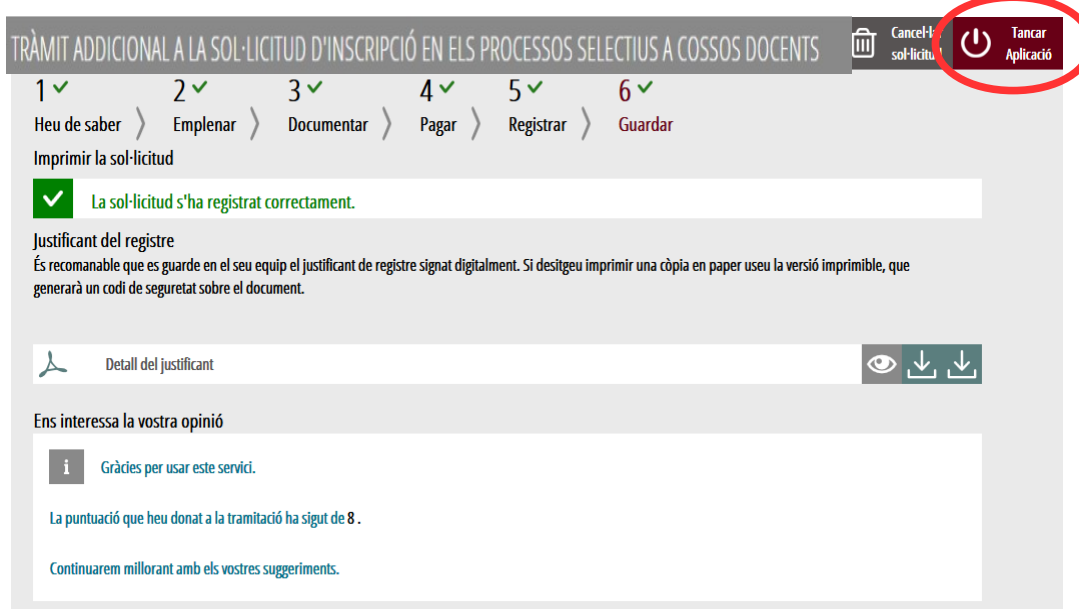 TRÀMIT ADDICIONAL A LA SOL·LICITUD D'INSCRIPCIÓ EN ELS PROCESSOS SELECTIUS A COSSOS DOCENTS
Cancel·la
sol·licitud
Tancar
Aplicació
1
Heu de saber
2
Emplenar
3
Documentar
4
Pagar
5
Registrar
6
Guardar
Imprimir la sol·licitud
La sol·licitud s'ha registrat correctament.
Justificant del registre
És recomanable que es guarde en el seu equip el justificant de registre signat digitalment. Si desitgeu imprimir una còpia en paper useu la versió imprimible, que
generarà un codi de seguretat sobre el document.
Detall del justificant
Ens interessa la vostra opinió
i
Gràcies per usar este servici.
La puntuació que heu donat a la tramitació ha sigut de 8 .
Continuarem millorant amb els vostres suggeriments.